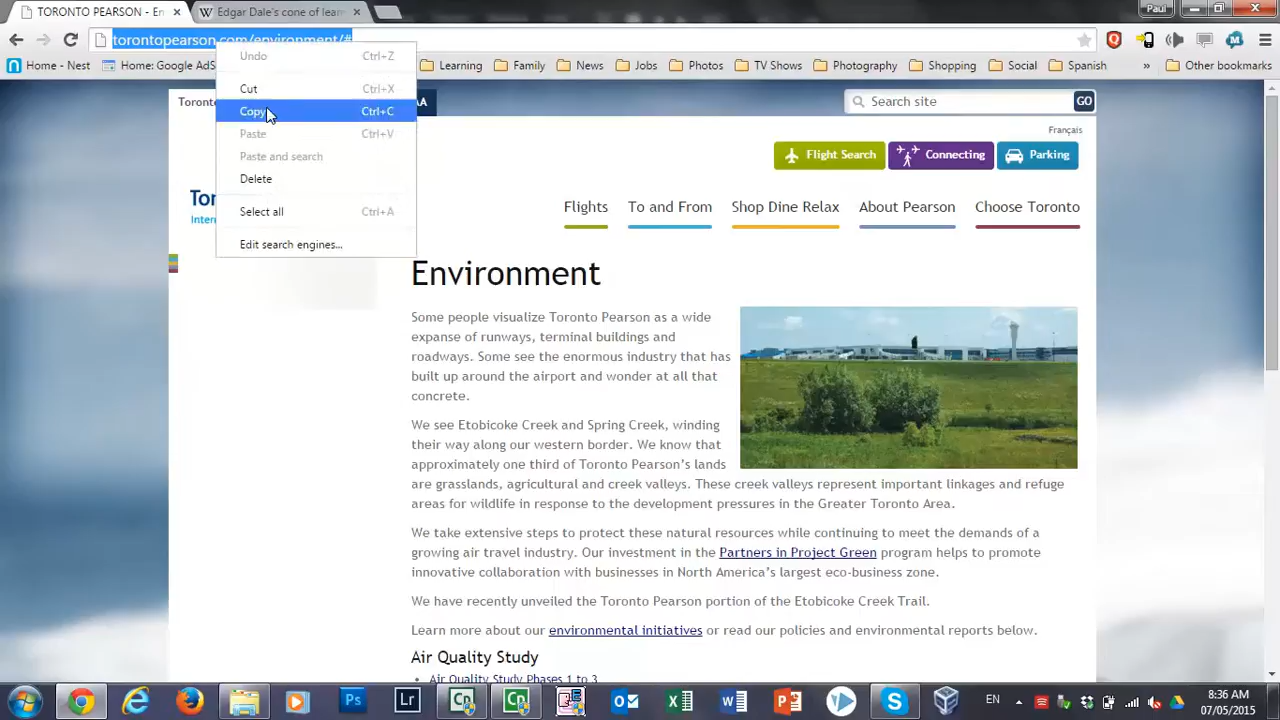 TORONTO PEARSON - En
Edgar Dale's cone of learn
Paul
torontopearson.com/environment/#
Home - Nest
Home: Google AdS
Learning
Family
News
Jobs
Photos
TV Shows
Photography
Shopping
Social
Spanish
»
Undo Ctrl+Z
Cut Ctrl+X
Copy Ctrl+C
Paste Ctrl+V
Paste and search
Delete
Select all Ctrl+A
Edit search engines...
Search site
GO
Français
Flight Search
Connecting
Parking
Flights
To and From
Shop Dine Relax
About Pearson
Choose Toronto
Environment
Some people visualize Toronto Pearson as a wide
expanse of runways, terminal buildings and
roadways. Some see the enormous industry that has
built up around the airport and wonder at all that
concrete.
We see Etobicoke Creek and Spring Creek, winding
their way along our western border. We know that
approximately one third of Toronto Pearson's lands
are grasslands, agricultural and creek valleys. These creek valleys represent important linkages and refuge
areas for wildlife in response to the development pressures in the Greater Toronto Area.
We take extensive steps to protect these natural resources while continuing to meet the demands of a
growing air travel industry. Our investment in the Partners in Project Green program helps to promote
innovative collaboration with businesses in North America's largest eco-business zone.
We have recently unveiled the Toronto Pearson portion of the Etobicoke Creek Trail.
Learn more about our environmental initiatives or read our policies and environmental reports below.
Air Quality Study
• Air Quality Study Phases 1 to 3
EN
8:36 AM
07/05/2015